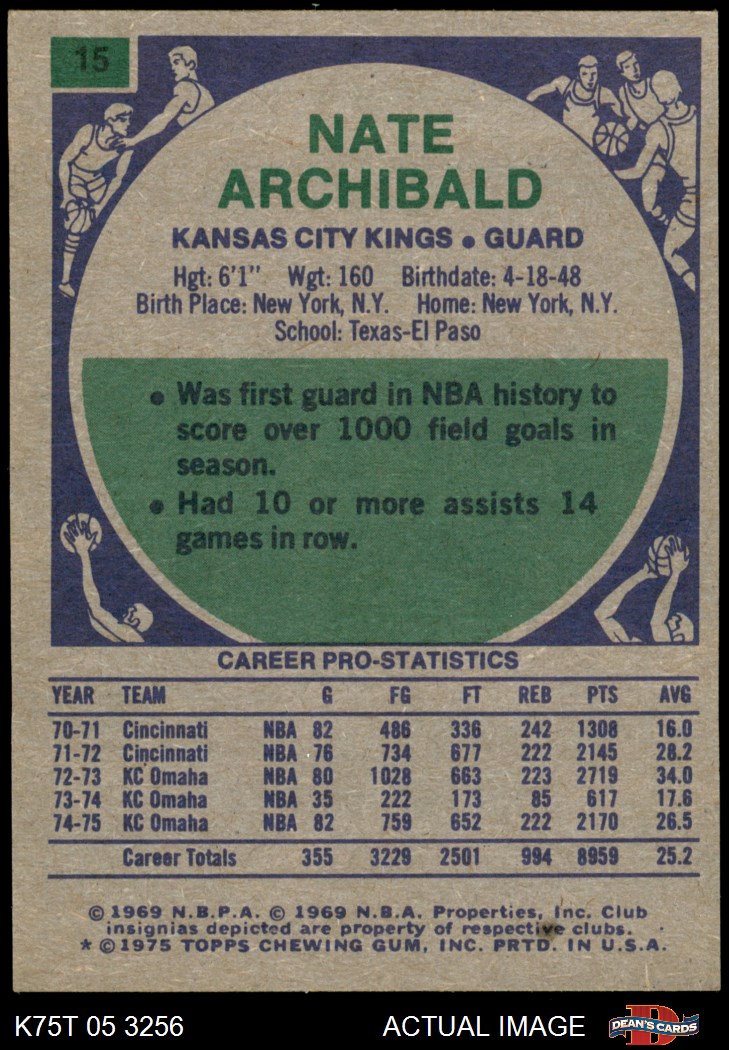 15
NATE
ARCHIBALD
KANSAS CITY KINGS • GUARD
Hgt: 6'1" Wgt: 160 Birthdate: 4-18-48
Birth Place: New York, N.Y. Home: New York, N.Y.
School: Texas-El Paso
• Was first guard in NBA history to
score over 1000 field goals in
season.
• Had 10 or more assists 14
games in row.
CAREER PRO-STATISTICS
YEAR TEAM G FG FT REB PTS AVG
70-71 Cincinnati NBA 82 486 336 242 1308 16.0
71-72 Cincinnati NBA 76 734 677 222 2145 28.2
72-73 KC Omaha NBA 80 1028 663 223 2719 34.0
73-74 KC Omaha NBA 35 222 173 85 617 17.6
74-75 KC Omaha NBA 82 759 652 222 2170 26.5
Career Totals 355 3229 2501 994 8959 25.2
© 1969 N.B.P.A. © 1969 N.B.A. Properties, Inc. Club
insignias depicted are property of respective clubs.
* © 1975 TOPPS CHEWING GUM, INC. PRTD. IN U.S.A.
K75T 05 3256 ACTUAL IMAGE DEAN'S CARDS